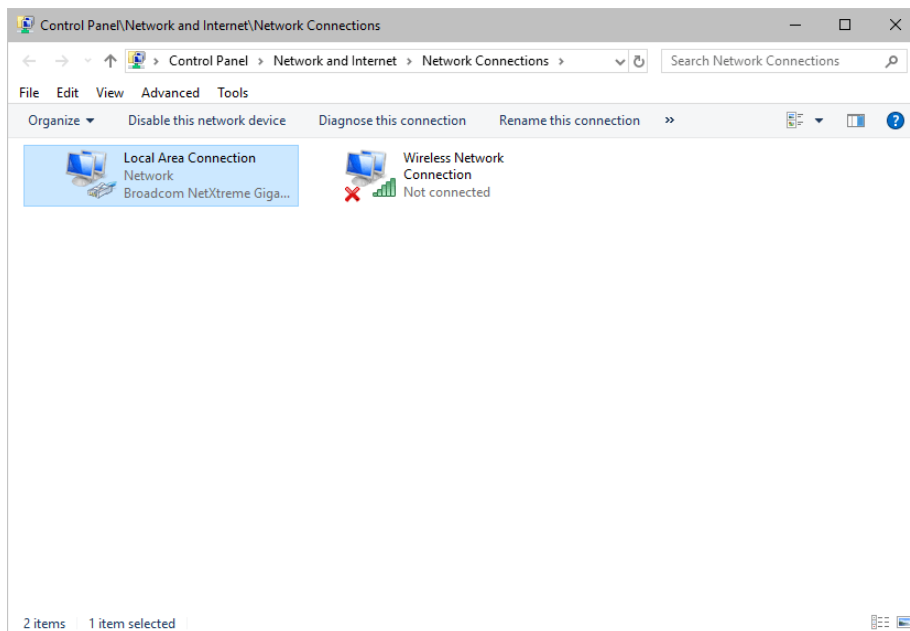 Control Panel\Network and Internet\Network Connections
Control Panel > Network and Internet > Network Connections >
Search Network Connections
File Edit View Advanced Tools
Organize Disable this network device Diagnose this connection Rename this connection »
Local Area Connection
Network
Broadcom NetXtreme Giga...
Wireless Network
Connection
Not connected
2 items 1 item selected